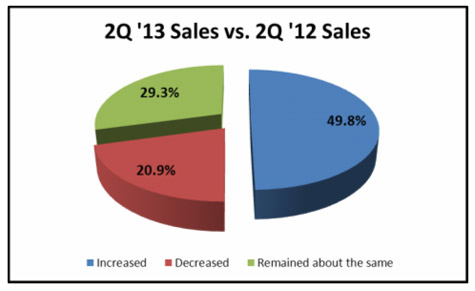 2Q '13 Sales vs. 2Q '12 Sales
29.3%
49.8%
20.9%
Increased Decreased Remained about the same